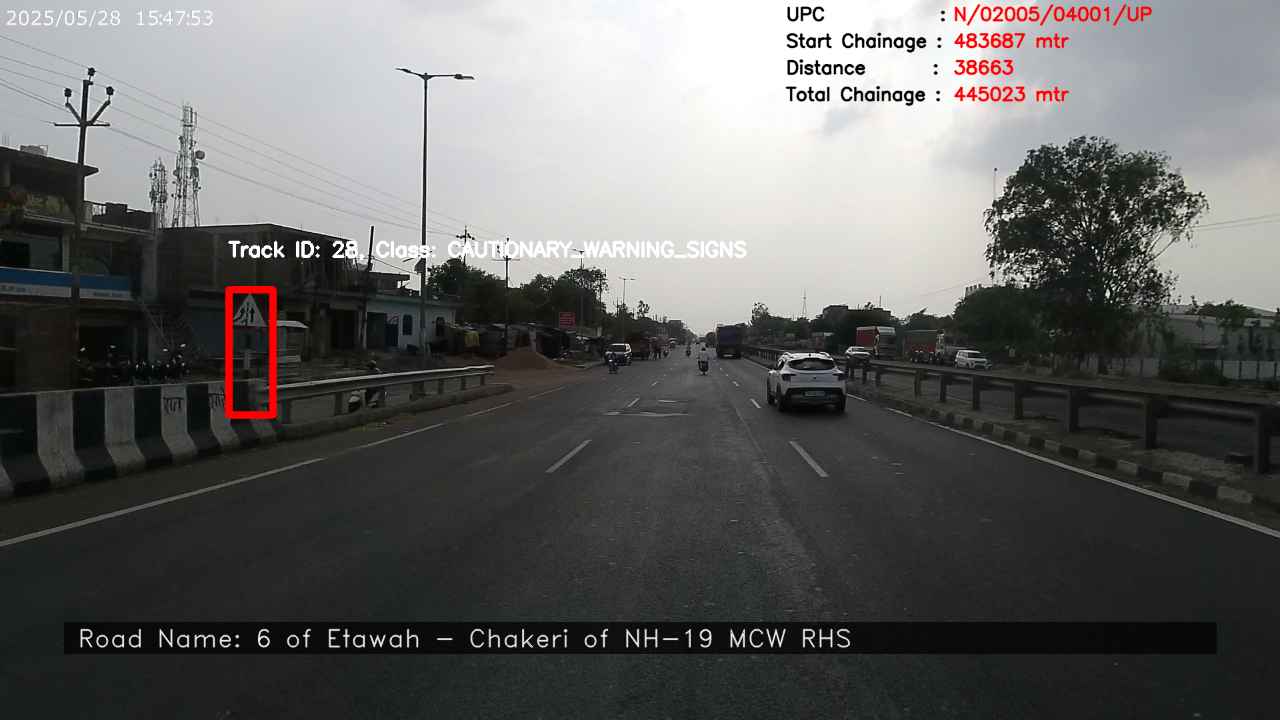 2025/05/28 15:47:53
UPC : N/02005/04001/UP
Start Chainage : 483687 mtr
Distance : 38663
Total Chainage : 445023 mtr
Track ID: 28, Class: CAUTIONARY_WARNING_SIGNS
Road Name: 6 of Etawah - Chakeri of NH-19 MCW RHS